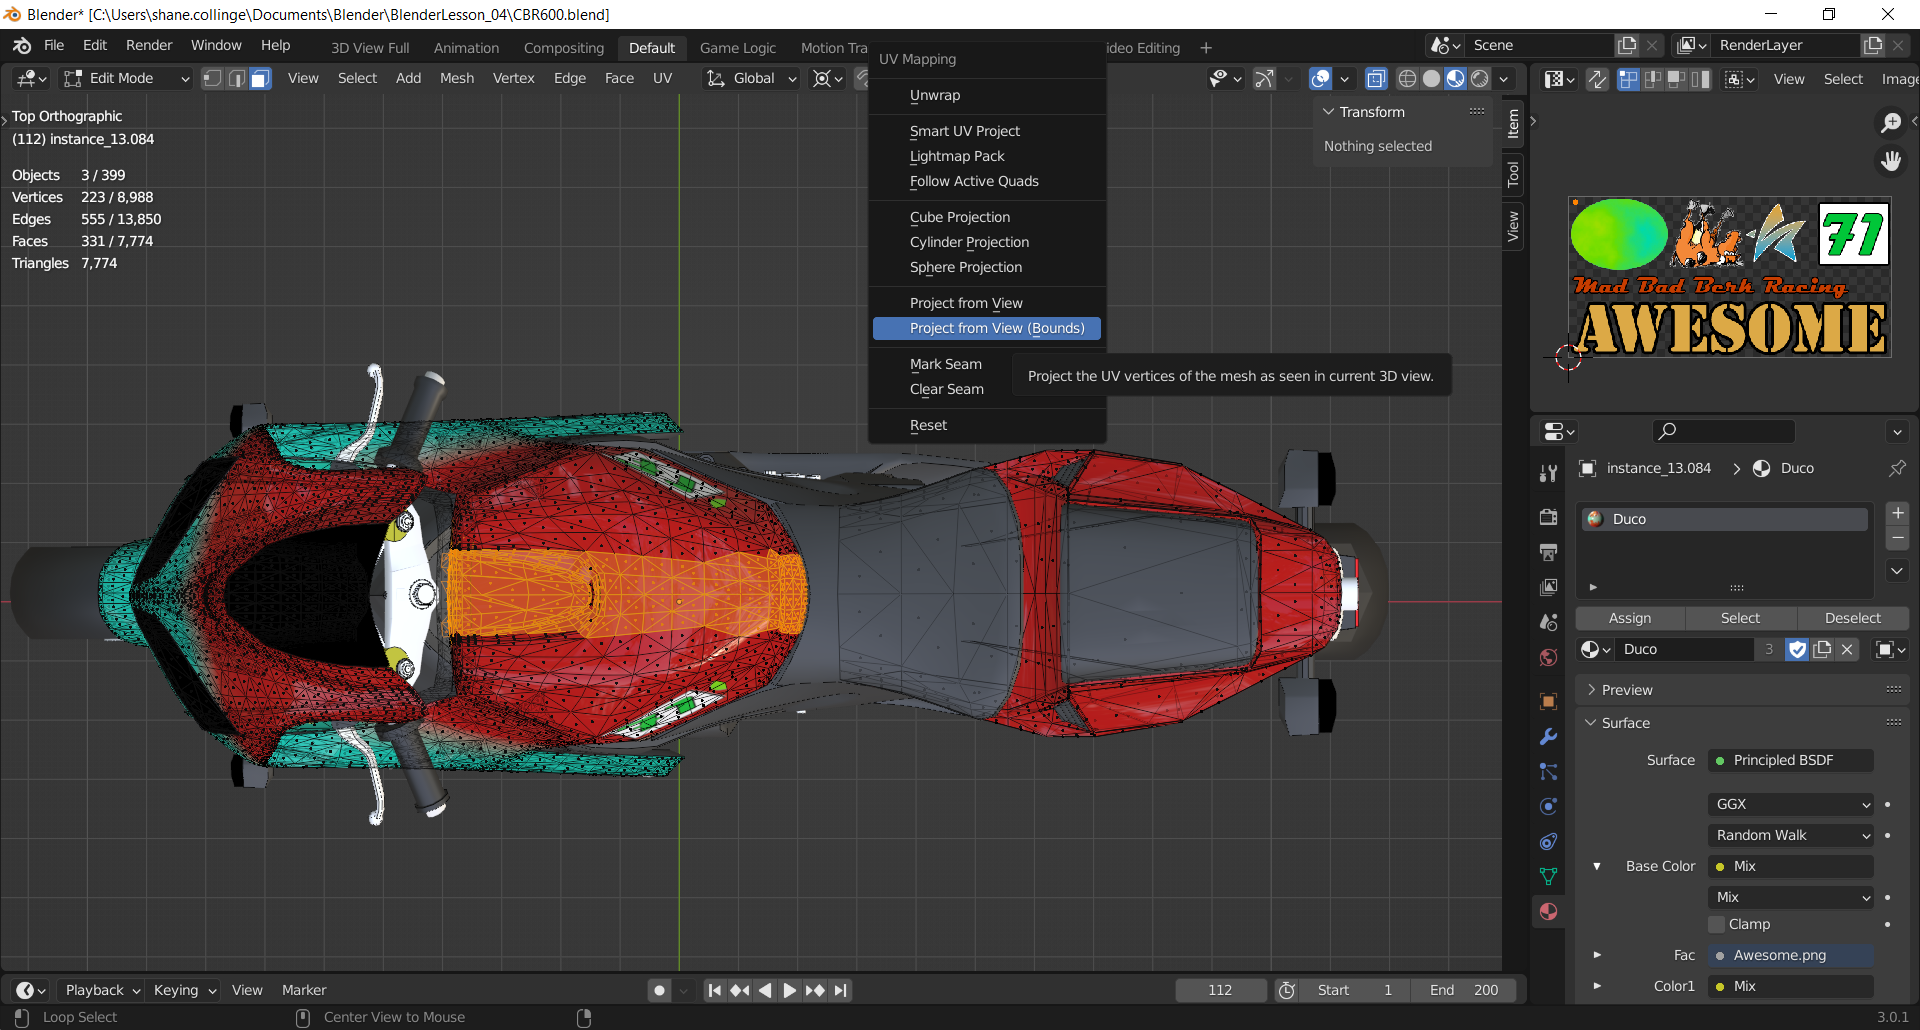 Blender* [C:\Users\shane.collinge\Documents\Blender\BlenderLesson_04\CBR600.blend]
File Edit Render Window Help 3D View Full Animation Compositing Default Game Logic Motion Tra ideo Editing + Scene RenderLayer
Edit Mode View Select Add Mesh Vertex Edge Face UV Global View Select Image
Top Orthographic
(112) instance_13.084
Objects 3 / 399
Vertices 223 / 8,988
Edges 555 / 13,850
Faces 331 / 7,774
Triangles 7,774
UV Mapping
Unwrap
Smart UV Project
Lightmap Pack
Follow Active Quads
Cube Projection
Cylinder Projection
Sphere Projection
Project from View
Project from View (Bounds)
Mark Seam
Clear Seam
Reset
Project the UV vertices of the mesh as seen in current 3D view.
Transform
Nothing selected
Item
Tool
View
71
Mad Bad Berk Racing
AWESOME
instance_13.084 Duco
Duco
Assign Select Deselect
Duco 3
Preview
Surface
Surface Principled BSDF
GGX
Random Walk
Base Color Mix
Mix
Clamp
Fac Awesome.png
Color1 Mix
Playback Keying View Marker 112 Start 1 End 200
Loop Select Center View to Mouse 3.0.1